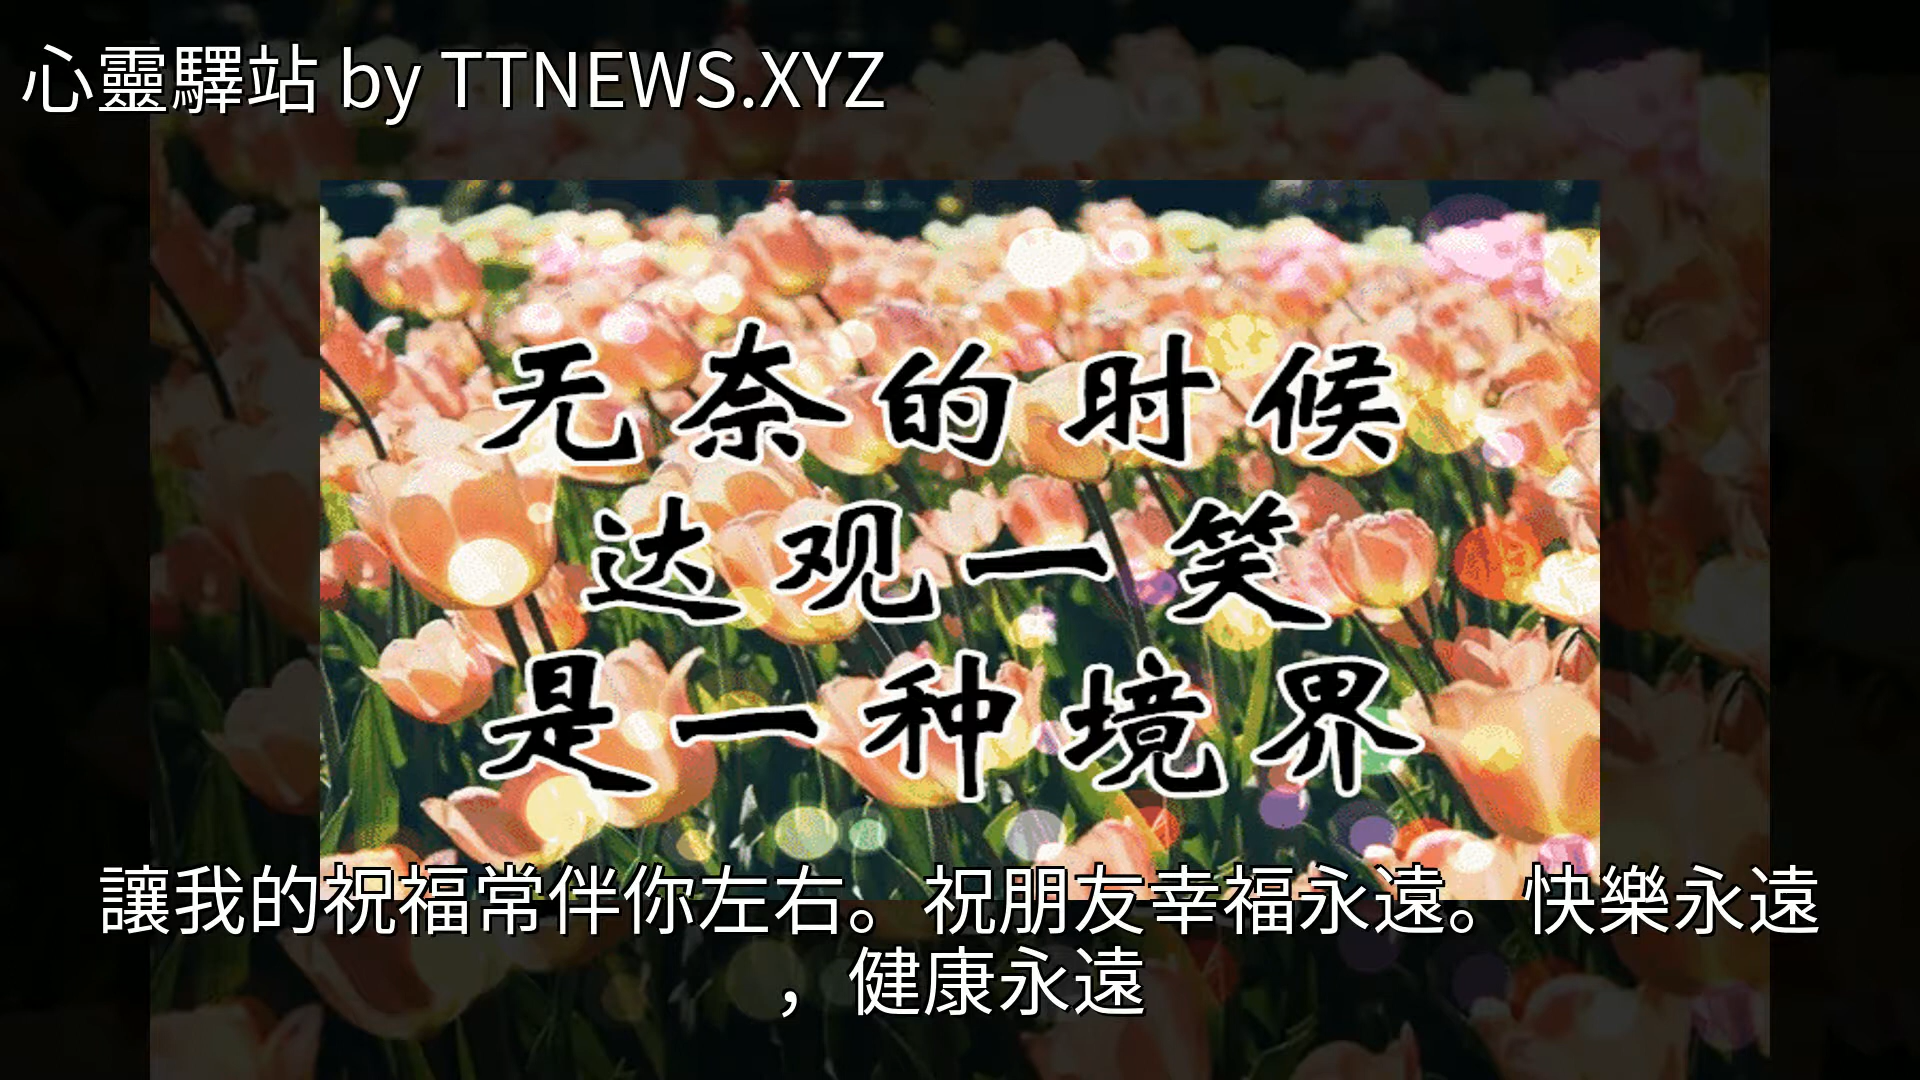 心靈驛站 by TTNEWS.XYZ
无奈的时候
达观一笑
是一种境界
讓我的祝福常伴你左右。祝朋友幸福永遠。快樂永遠
，健康永遠